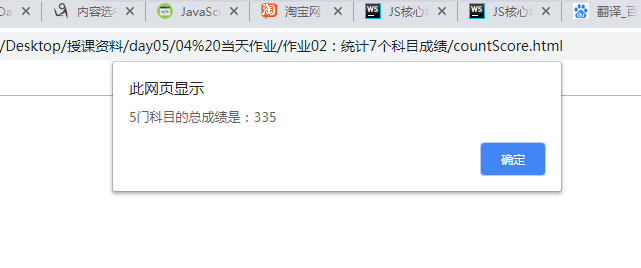 内容选
JavaSc
淘宝网
JS核心
JS核心
翻译_百
/Desktop/授课资料/day05/04%20当天作业/作业02：统计7个科目成绩/countScore.html
此网页显示
5门科目的总成绩是：335
确定